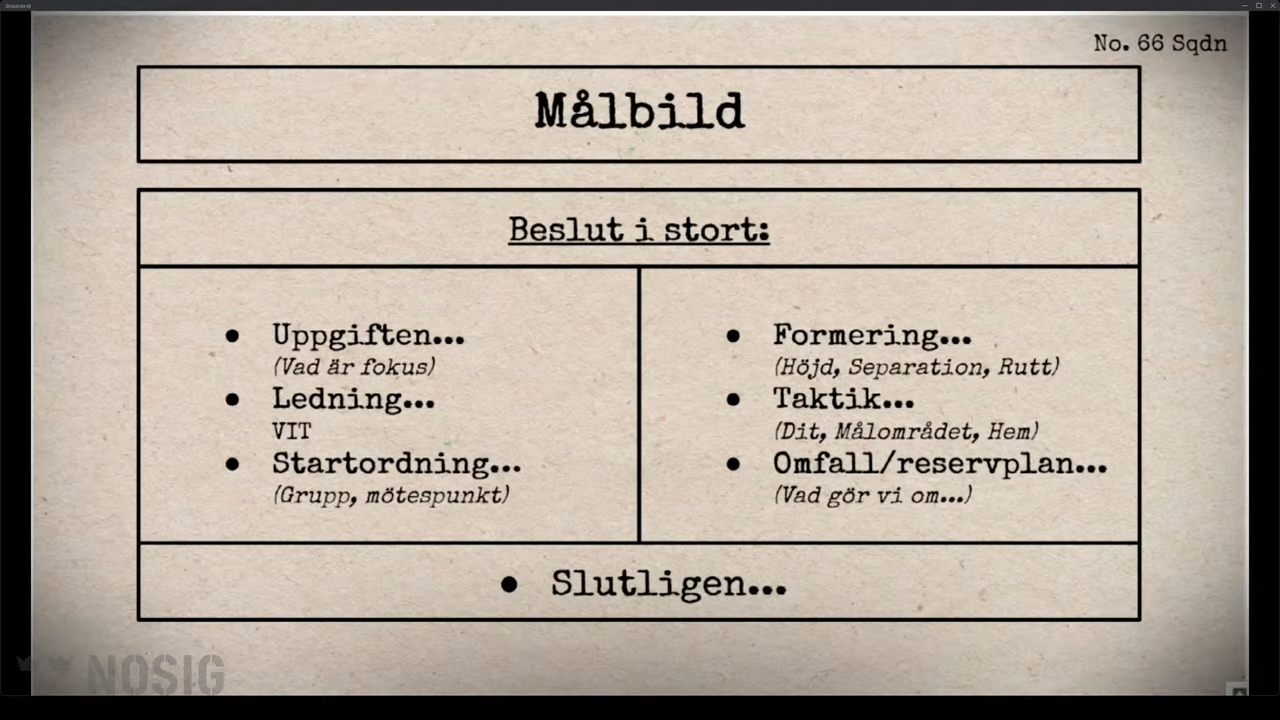 Discord
No. 66 Sqdn
Målbild
Beslut i stort:
• Uppgiften...
(Vad är fokus)
• Ledning...
VIT
• Startordning...
(Grupp, mötespunkt)
• Formering...
(Höjd, Separation, Rutt)
• Taktik...
(Dit, Målområdet, Hem)
• Omfall/reservplan...
(Vad gör vi om...)
• Slutligen...
NOSIG